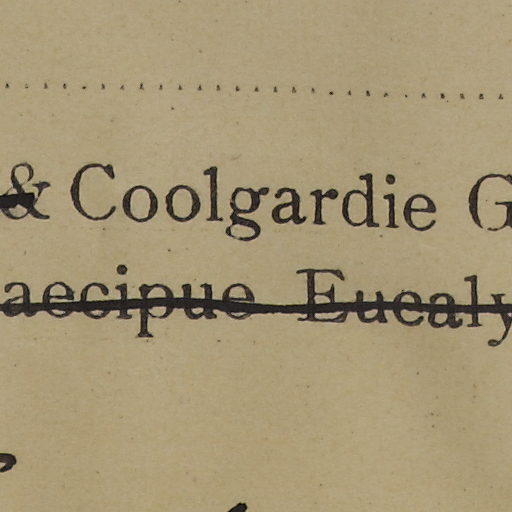 & Coolgardie G
aecipue Eucaly